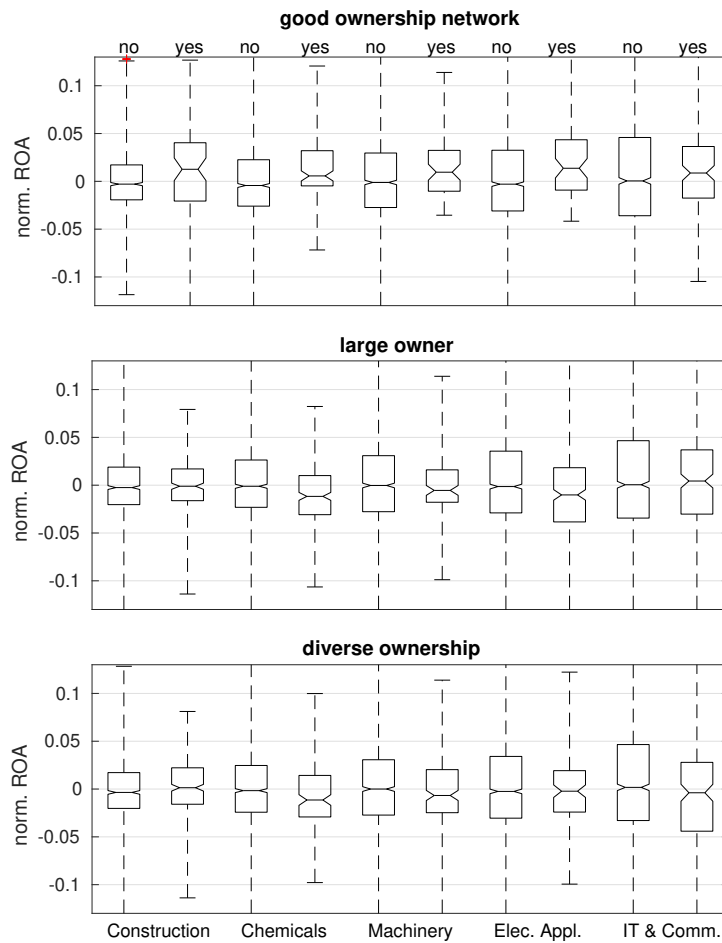 good ownership network
no yes no yes no yes no yes no yes
0.1
0.05
0
-0.05
-0.1
norm. ROA
large owner
0.1
0.05
0
-0.05
-0.1
norm. ROA
diverse ownership
0.1
0.05
0
-0.05
-0.1
norm. ROA
Construction Chemicals Machinery Elec. Appl. IT & Comm.